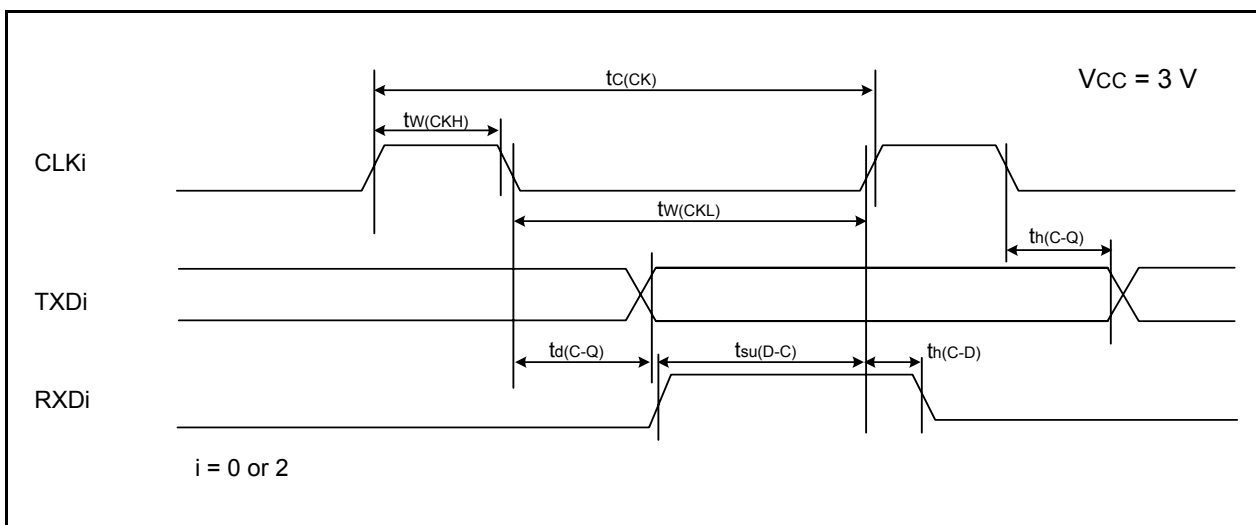 tC(CK)
VCC = 3 V
tW(CKH)
CLKi
tW(CKL)
th(C-Q)
TXDi
td(C-Q)
tsu(D-C)
th(C-D)
RXDi
i = 0 or 2